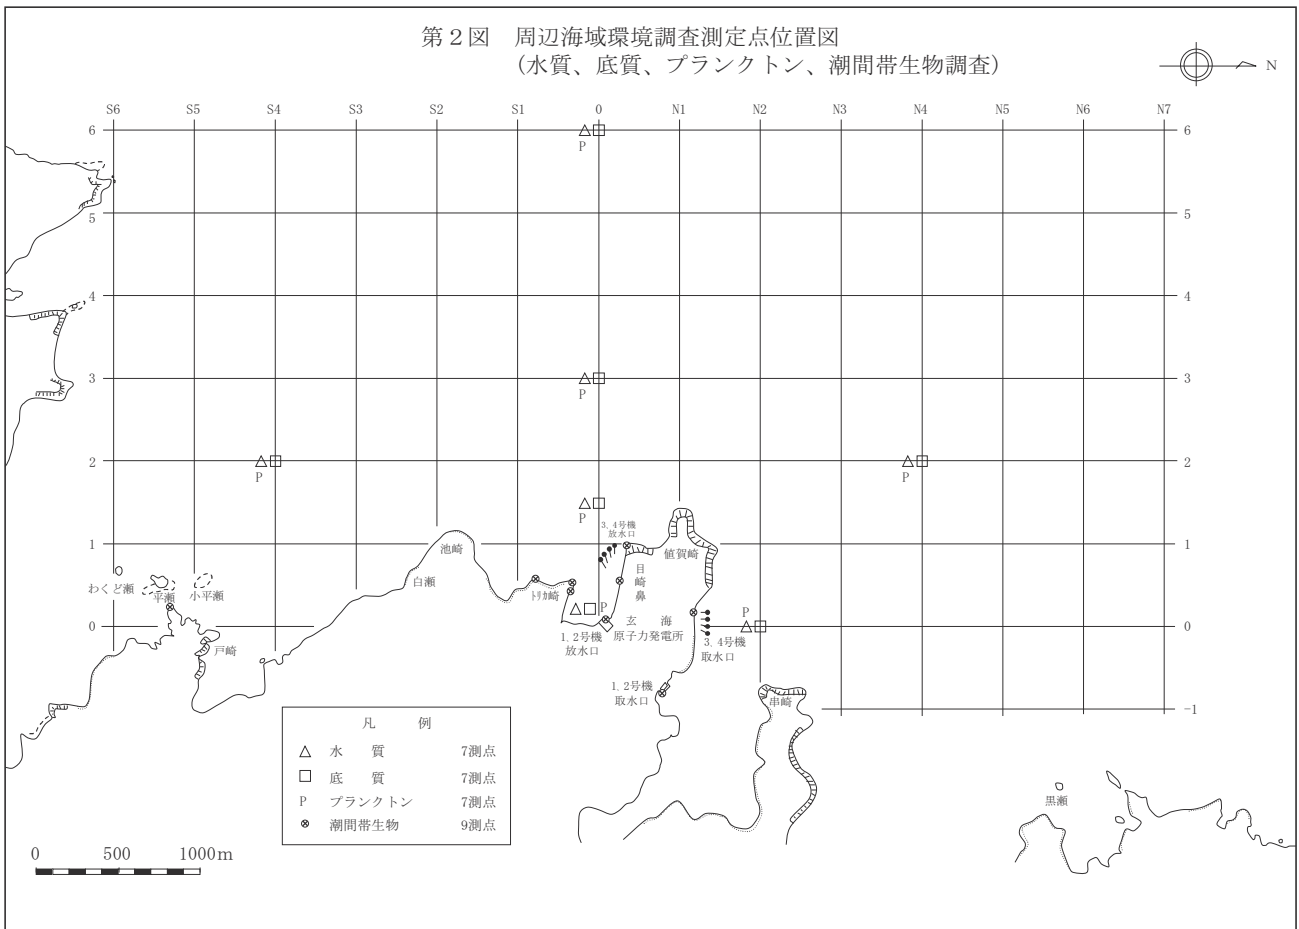 第２図　周辺海域環境調査測定点位置図
（水質、底質、プランクトン、潮間帯生物調査）
N
S6 S5 S4 S3 S2 S1 0 N1 N2 N3 N4 N5 N6 N7
6 6
P
5 5
4 4
3 3
P
2 2
P P
P
3,4号機
放水口
1 1
池崎
値賀崎
わくど瀬
平瀬
小平瀬
白瀬
ﾄﾘｶ崎
目崎鼻
P
P
0 0
玄　海
原子力発電所
戸崎
1,2号機
放水口
3,4号機
取水口
1,2号機
取水口
串崎
-1
凡　例
水　質　7測点
底　質　7測点
P　プランクトン　7測点
潮間帯生物　9測点
黒瀬
0 500 1000m